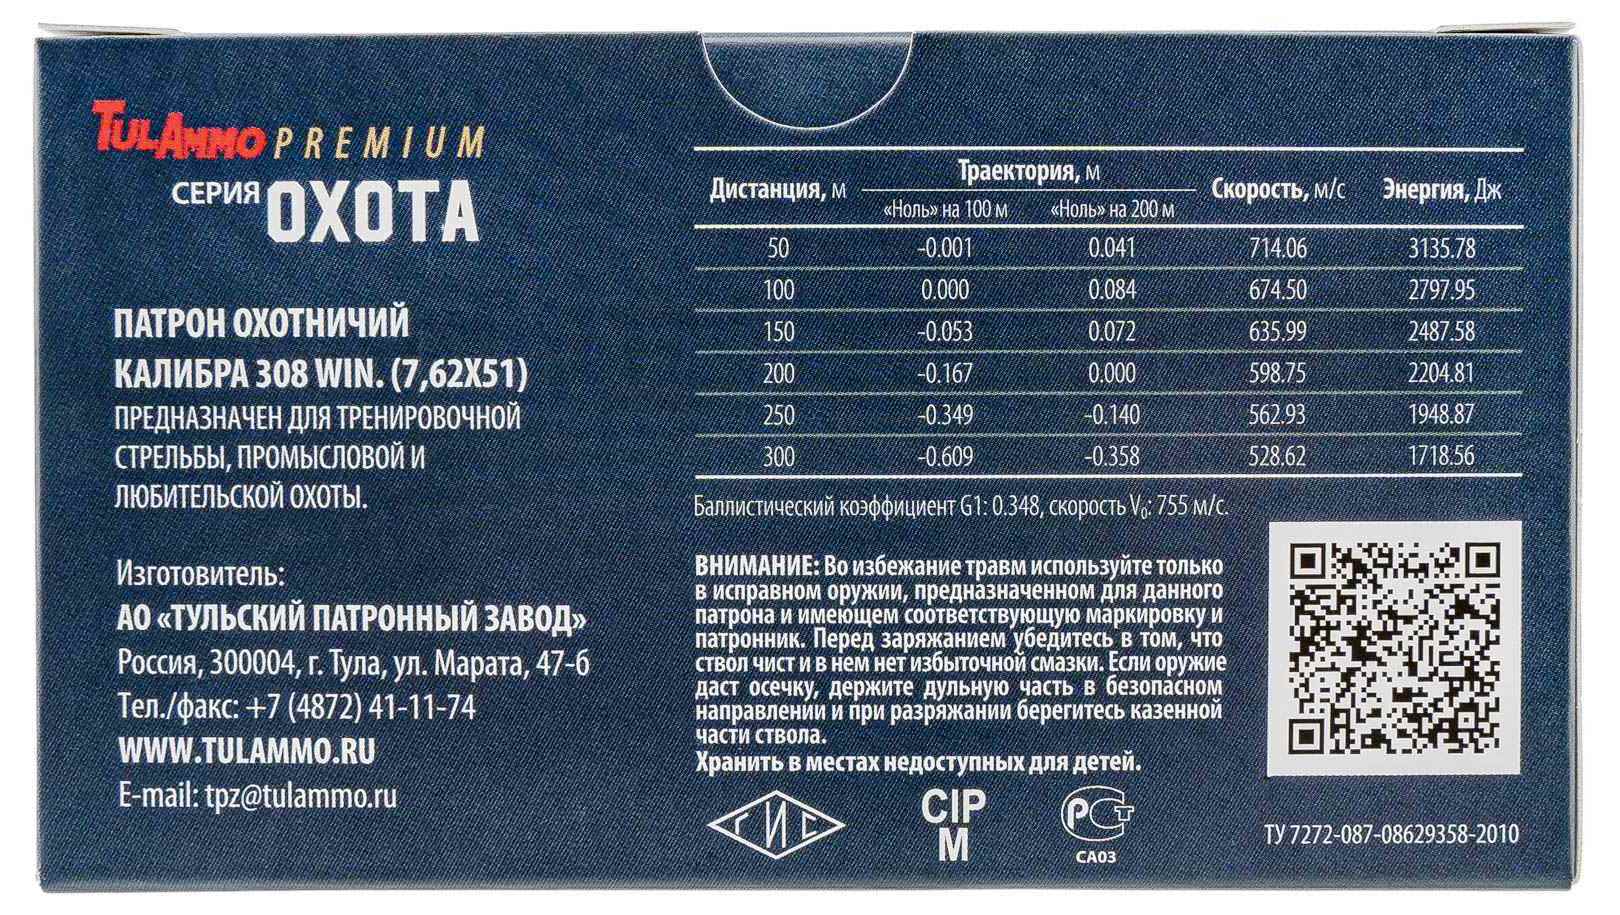 TULAMMO PREMIUM
СЕРИЯ ОХОТА
ПАТРОН ОХОТНИЧИЙ
КАЛИБРА 308 WIN. (7,62X51)
ПРЕДНАЗНАЧЕН ДЛЯ ТРЕНИРОВОЧНОЙ
СТРЕЛЬБЫ, ПРОМЫСЛОВОЙ И
ЛЮБИТЕЛЬСКОЙ ОХОТЫ.
Изготовитель:
АО «ТУЛЬСКИЙ ПАТРОННЫЙ ЗАВОД»
Россия, 300004, г. Тула, ул. Марата, 47-б
Тел./факс: +7 (4872) 41-11-74
WWW.TULAMMO.RU
E-mail: tpz@tulammo.ru
Дистанция, м Траектория, м Скорость, м/с Энергия, Дж
«Ноль» на 100 м «Ноль» на 200 м
50 -0.001 0.041 714.06 3135.78
100 0.000 0.084 674.50 2797.95
150 -0.053 0.072 635.99 2487.58
200 -0.167 0.000 598.75 2204.81
250 -0.349 -0.140 562.93 1948.87
300 -0.609 -0.358 528.62 1718.56
Баллистический коэффициент G1: 0.348, скорость V₀: 755 м/с.
ВНИМАНИЕ: Во избежание травм используйте только
в исправном оружии, предназначенном для данного
патрона и имеющем соответствующую маркировку и
патронник. Перед заряжанием убедитесь в том, что
ствол чист и в нем нет избыточной смазки. Если оружие
даст осечку, держите дульную часть в безопасном
направлении и при разряжании берегитесь казенной
части ствола.
Хранить в местах недоступных для детей.
ГИС
CIP
M
РСТ
СА03
ТУ 7272-087-08629358-2010